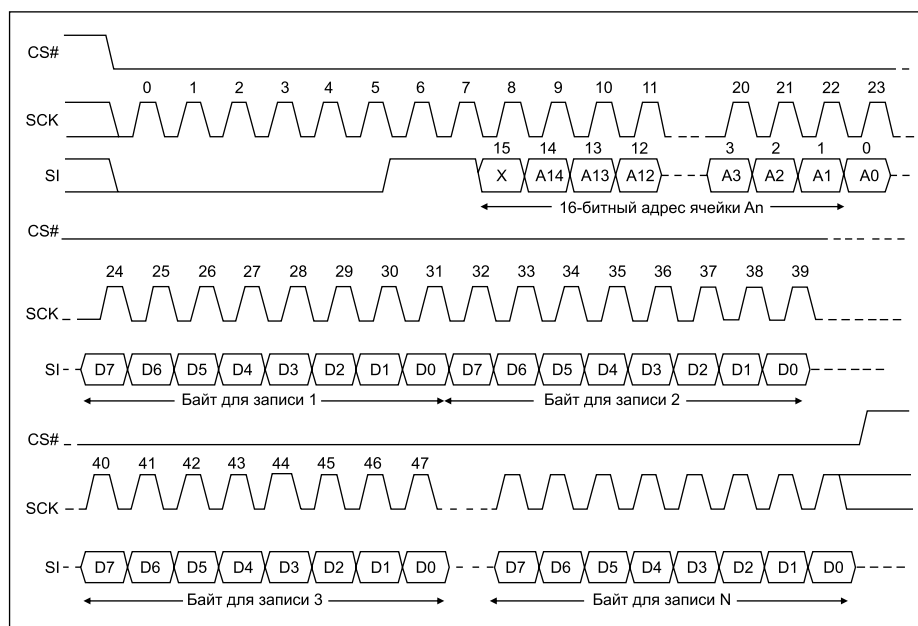 CS#
0 1 2 3 4 5 6 7 8 9 10 11 20 21 22 23
SCK
15 14 13 12 3 2 1 0
SI X A14 A13 A12 A3 A2 A1 A0
16-битный адрес ячейки An
CS#
24 25 26 27 28 29 30 31 32 33 34 35 36 37 38 39
SCK
SI D7 D6 D5 D4 D3 D2 D1 D0 D7 D6 D5 D4 D3 D2 D1 D0
Байт для записи 1 Байт для записи 2
CS#
40 41 42 43 44 45 46 47
SCK
SI D7 D6 D5 D4 D3 D2 D1 D0 D7 D6 D5 D4 D3 D2 D1 D0
Байт для записи 3 Байт для записи N